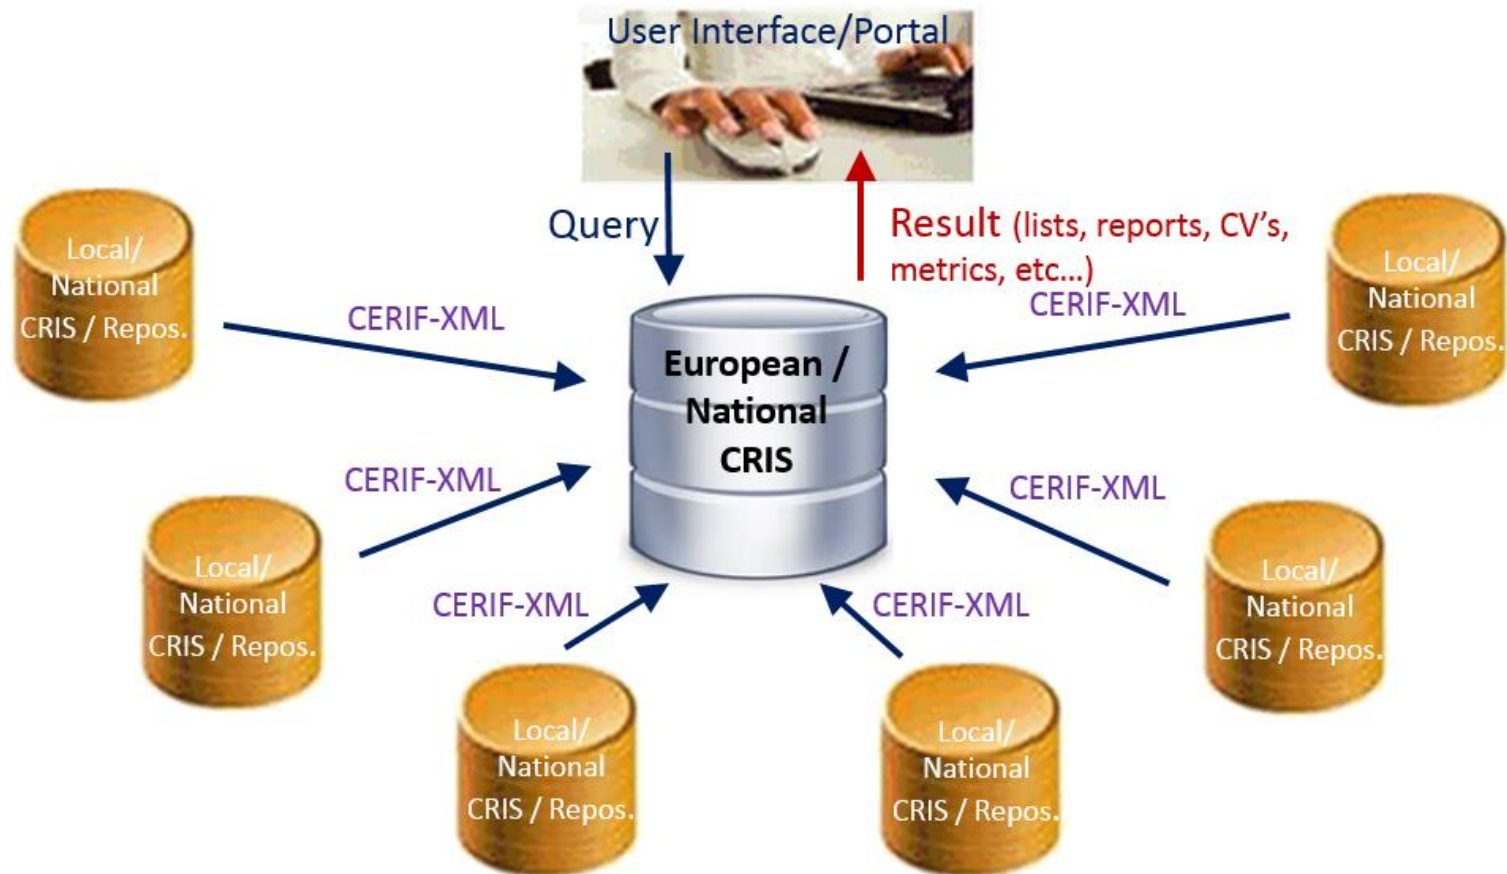 User Interface/Portal
Query
Result (lists, reports, CV's,
metrics, etc...)
Local/
National
CRIS / Repos.
CERIF-XML
CERIF-XML
Local/
National
CRIS / Repos.
European /
National
CRIS
CERIF-XML
CERIF-XML
Local/
National
CRIS / Repos.
Local/
National
CRIS / Repos.
CERIF-XML
CERIF-XML
Local/
National
CRIS / Repos.
Local/
National
CRIS / Repos.